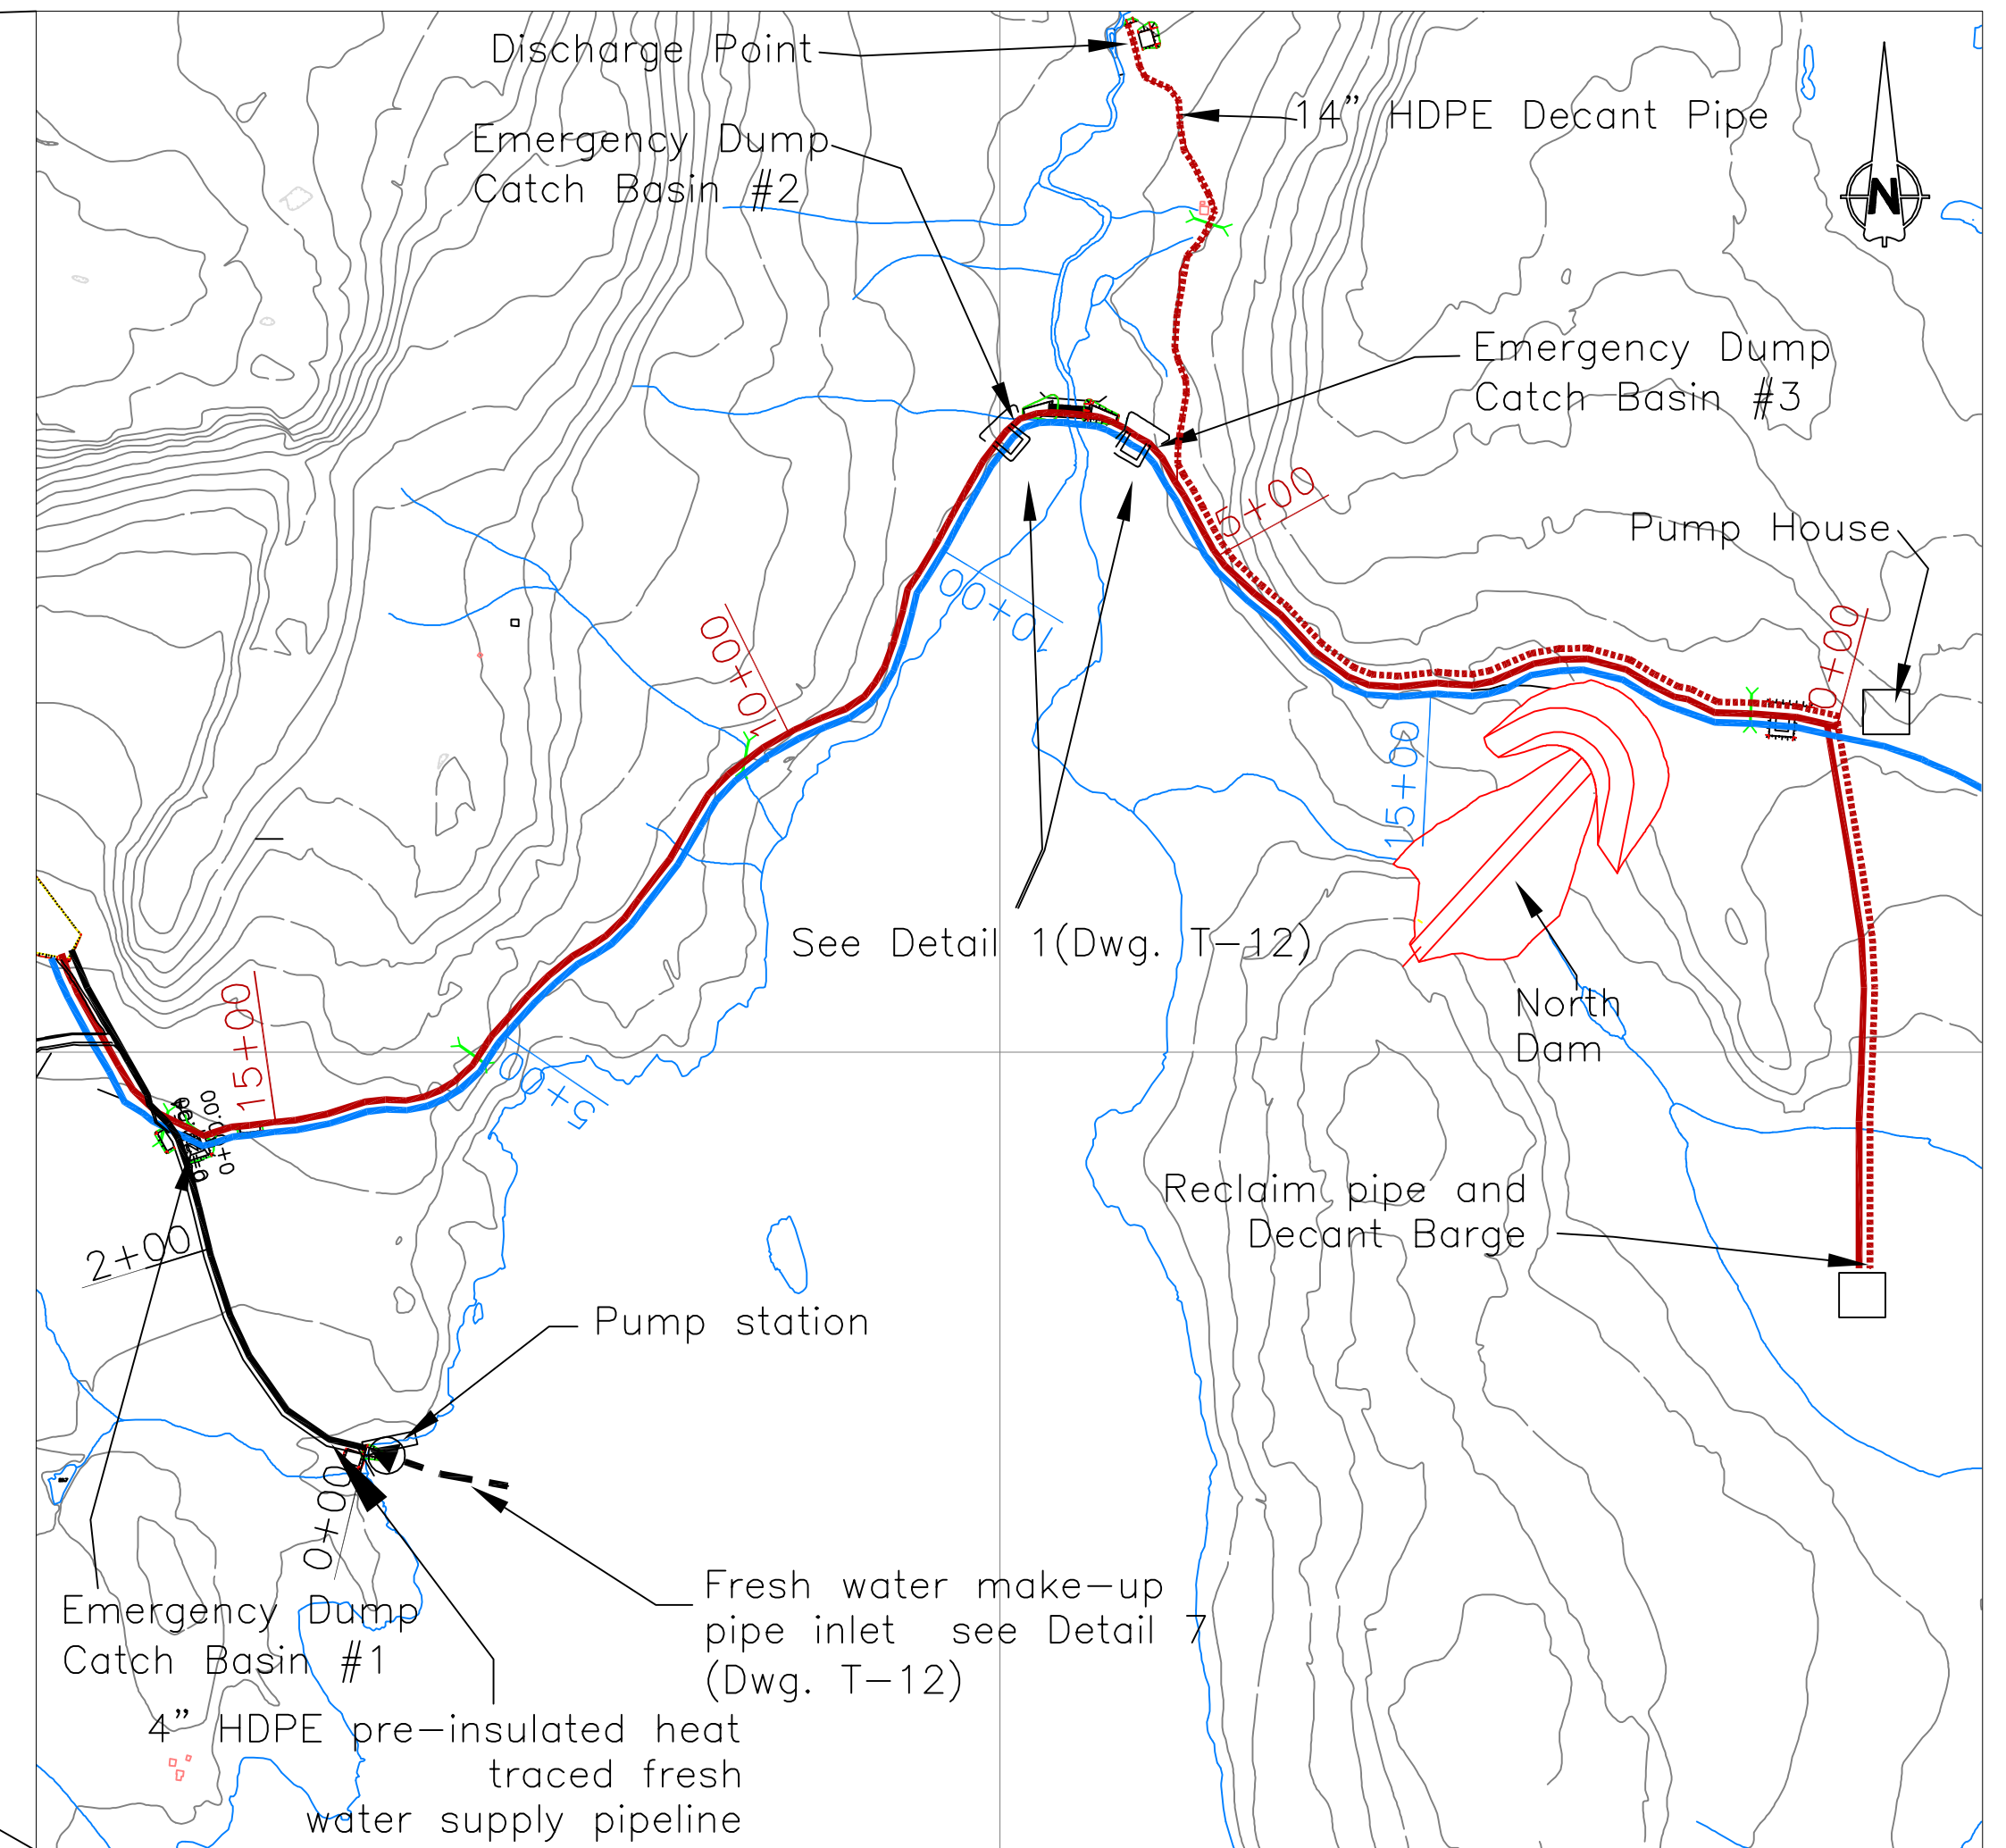 Discharge Point
14” HDPE Decant Pipe
Emergency Dump
Catch Basin #2
N
Emergency Dump
Catch Basin #3
5+00
Pump House
10+00
10+00
0+00
15+00
See Detail 1(Dwg. T-12)
North
Dam
15+00
5+00
Reclaim pipe and
Decant Barge
2+00
Pump station
0+00
Fresh water make-up
pipe inlet see Detail 7
(Dwg. T-12)
Emergency Dump
Catch Basin #1
4” HDPE pre-insulated heat
traced fresh
water supply pipeline